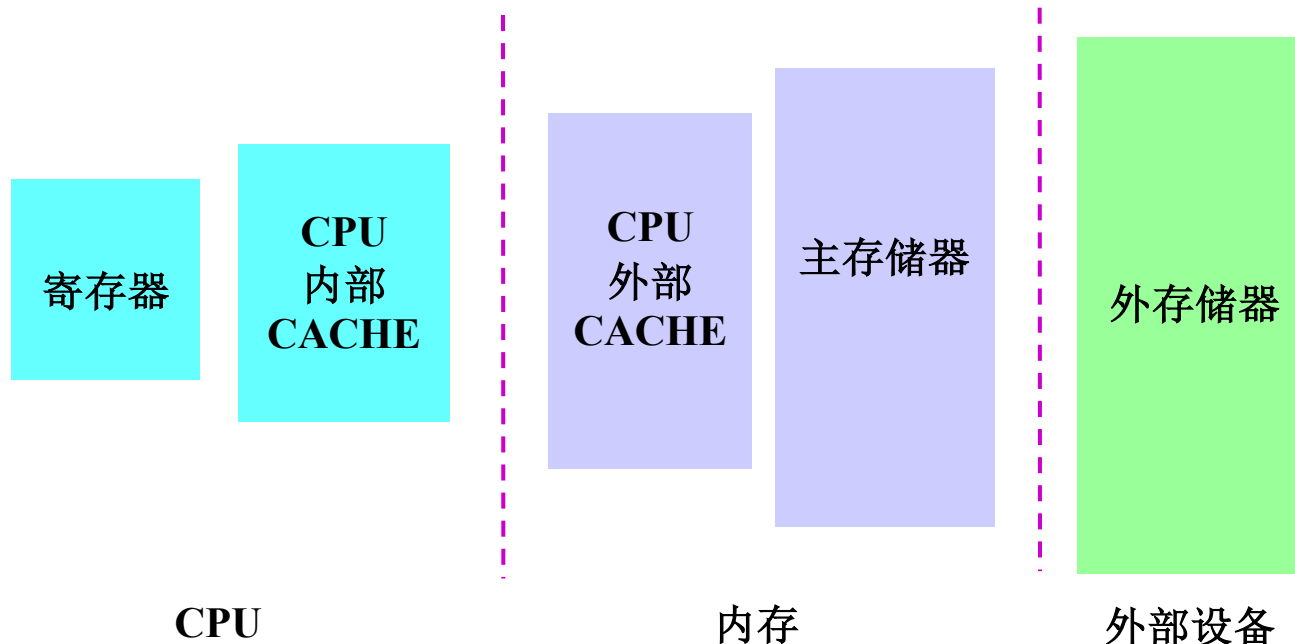 寄存器
CPU
内部
CACHE
CPU
外部
CACHE
主存储器
外存储器
CPU
内存
外部设备